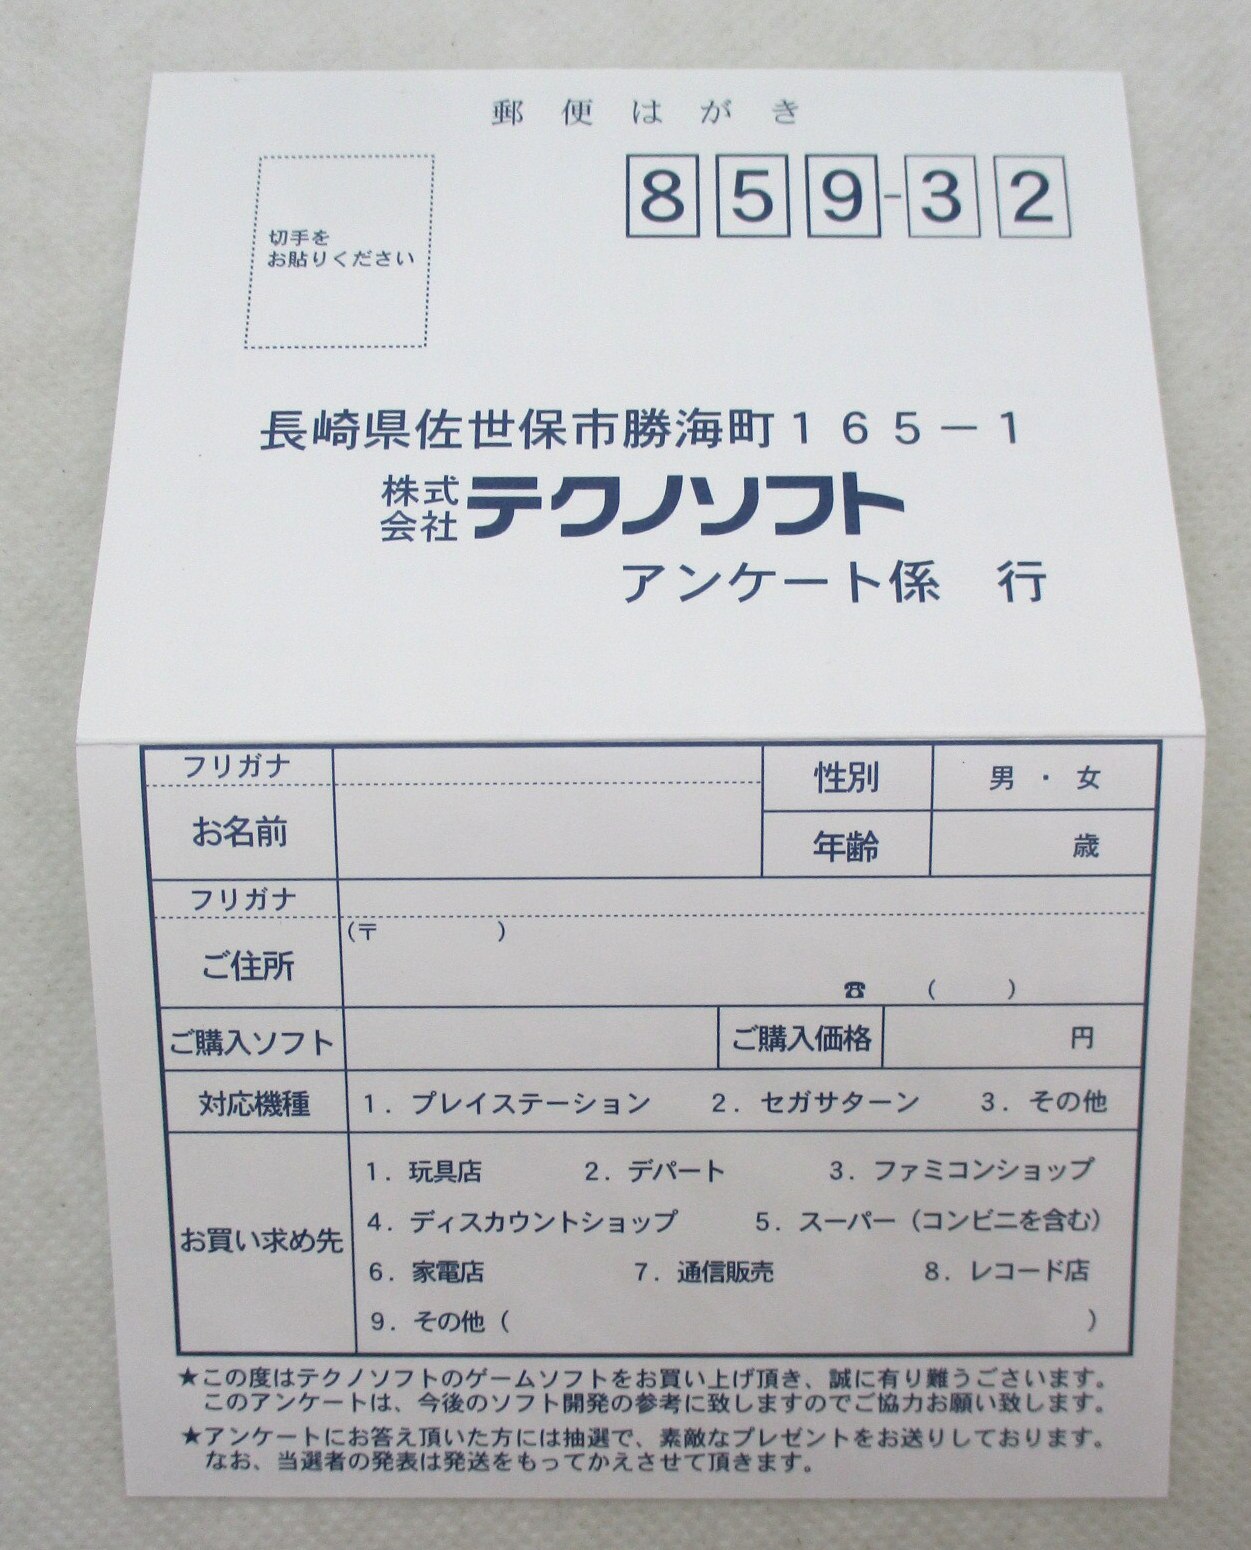 郵便はがき
859-32
切手を
お貼りください
長崎県佐世保市勝海町165-1
株式会社テクノソフト
アンケート係 行
フリガナ
お名前
性別 男・女
年齢 歳
フリガナ
ご住所 (〒 )
☎ ( )
ご購入ソフト ご購入価格 円
対応機種 1. プレイステーション 2. セガサターン 3. その他
お買い求め先
1. 玩具店 2. デパート 3. ファミコンショップ
4. ディスカウントショップ 5. スーパー(コンビニを含む)
6. 家電店 7. 通信販売 8. レコード店
9. その他( )
★この度はテクノソフトのゲームソフトをお買い上げ頂き、誠に有り難うございます。
このアンケートは、今後のソフト開発の参考に致しますのでご協力お願い致します。
★アンケートにお答え頂いた方には抽選で、素敵なプレゼントをお送りしております。
なお、当選者の発表は発送をもってかえさせて頂きます。